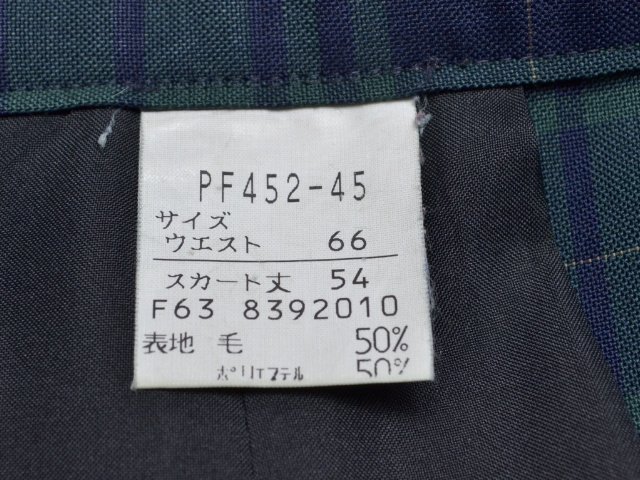 PF452-45
サイズ
ウエスト 66
スカート丈 54
F63 8392010
表地 毛 50%
ポリエステル 50%